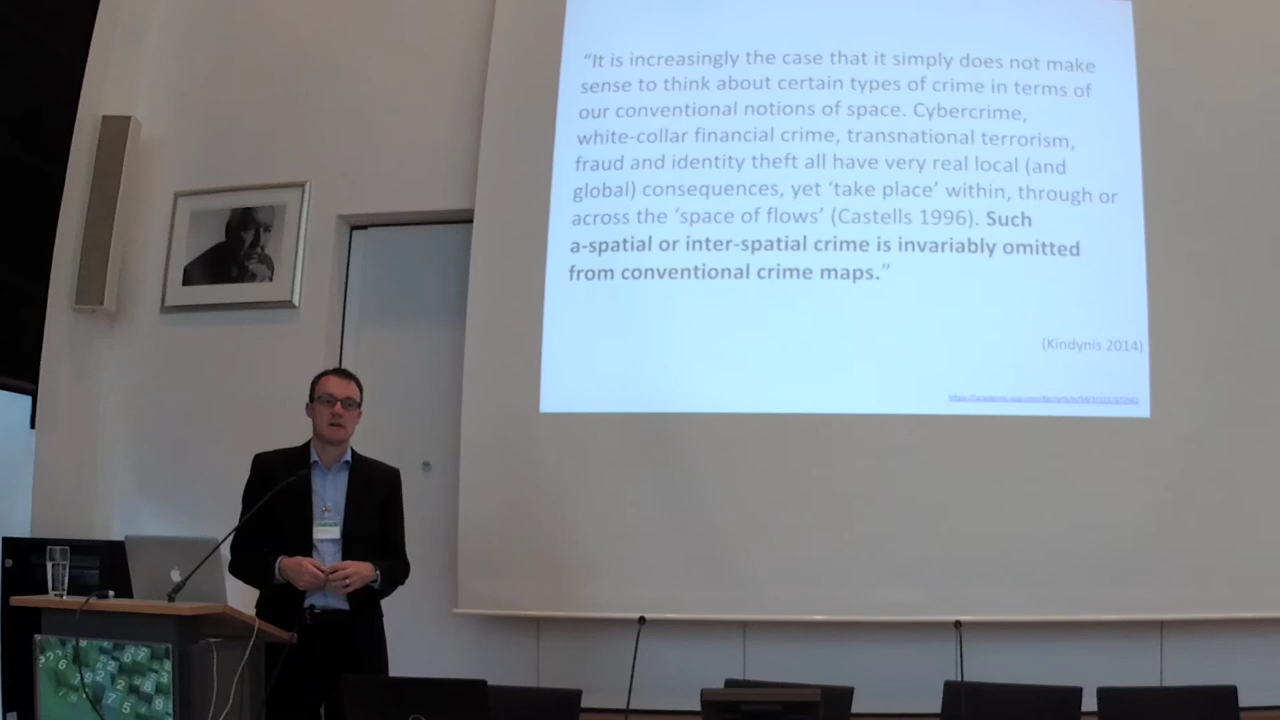 “It is increasingly the case that it simply does not make
sense to think about certain types of crime in terms of
our conventional notions of space. Cybercrime,
white-collar financial crime, transnational terrorism,
fraud and identity theft all have very real local (and
global) consequences, yet ‘take place’ within, through or
across the ‘space of flows’ (Castells 1996). Such
a-spatial or inter-spatial crime is invariably omitted
from conventional crime maps.”
(Kindynis 2014)